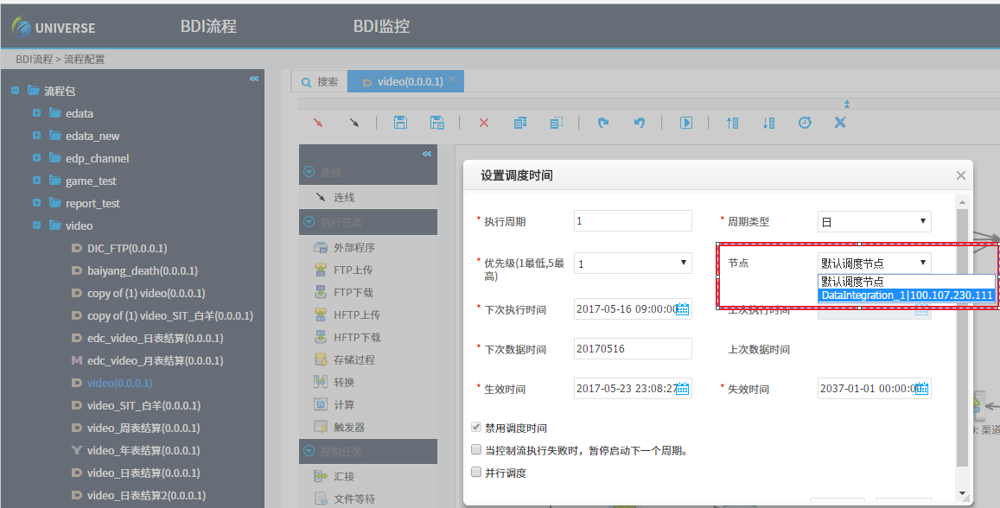 UNIVERSE
BDI流程
BDI监控
BDI流程 > 流程配置
流程包
edata
edata_new
edp_channel
game_test
report_test
video
DIC_FTP(0.0.0.1)
baiyang_death(0.0.0.1)
copy of (1) video(0.0.0.1)
copy of (1) video_SIT_白羊(0.0.0.1)
edc_video_日表结算(0.0.0.1)
edc_video_月表结算(0.0.0.1)
video(0.0.0.1)
video_SIT_白羊(0.0.0.1)
video_周表结算(0.0.0.1)
video_年表结算(0.0.0.1)
video_日表结算(0.0.0.1)
video_日表结算2(0.0.0.1)
搜索
video(0.0.0.1)
连线
连线
执行任务
外部程序
FTP上传
FTP下载
HFTP上传
HFTP下载
存储过程
转换
计算
触发器
控制任务
汇接
文件等待
设置调度时间
* 执行周期 1
* 周期类型 日
* 优先级(1最低,5最高) 1
节点 默认调度节点
默认调度节点
DataIntegration_1|100.107.230.111
* 下次执行时间 2017-05-16 09:00:00
上次执行时间
* 下次数据时间 20170516
上次数据时间
* 生效时间 2017-05-23 23:08:27
* 失效时间 2037-01-01 00:00:00
禁用调度时间
当控制流执行失败时，暂停启动下一个周期。
并行调度
: 渠道